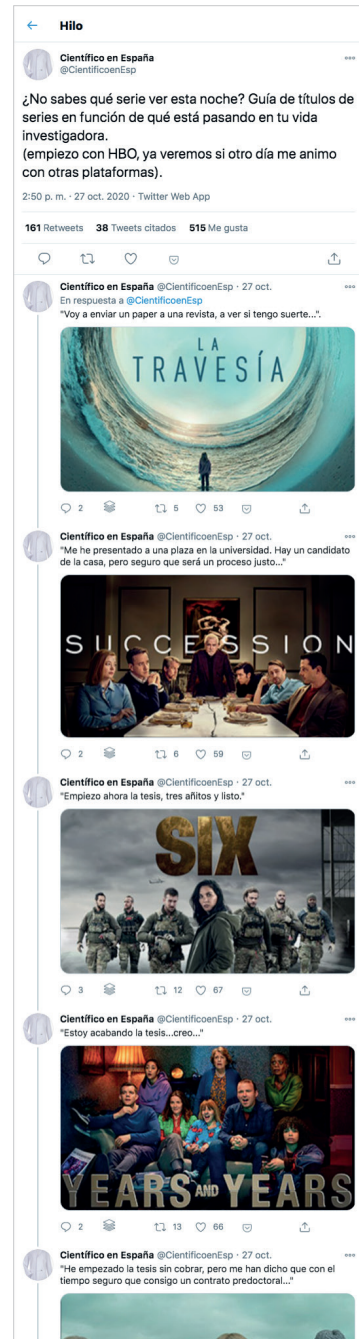 Hilo
Científico en España
@CientificoenEsp
¿No sabes qué serie ver esta noche? Guía de títulos de
series en función de qué está pasando en tu vida
investigadora.
(empiezo con HBO, ya veremos si otro día me animo
con otras plataformas).
2:50 p. m. · 27 oct. 2020 · Twitter Web App
161 Retweets 38 Tweets citados 515 Me gusta
Científico en España @CientificoenEsp · 27 oct.
En respuesta a @CientificoenEsp
"Voy a enviar un paper a una revista, a ver si tengo suerte...".
LA
TRAVESÍA
2 5 53
Científico en España @CientificoenEsp · 27 oct.
"Me he presentado a una plaza en la universidad. Hay un candidato
de la casa, pero seguro que será un proceso justo..."
SUCCESSION
2 6 59
Científico en España @CientificoenEsp · 27 oct.
"Empiezo ahora la tesis, tres añitos y listo."
SIX
3 12 67
Científico en España @CientificoenEsp · 27 oct.
"Estoy acabando la tesis...creo..."
YEARS AND YEARS
2 13 66
Científico en España @CientificoenEsp · 27 oct.
"He empezado la tesis sin cobrar, pero me han dicho que con el
tiempo seguro que consigo un contrato predoctoral..."